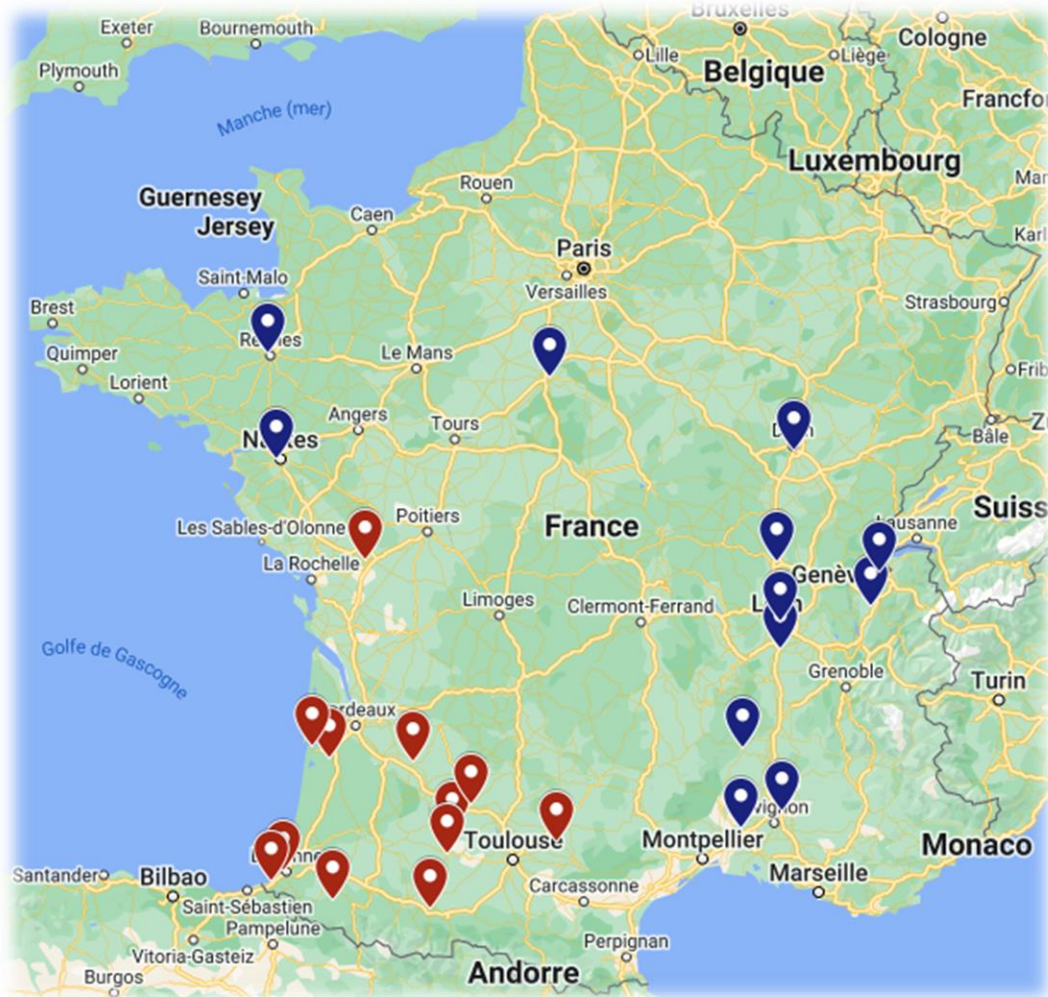 Bruxelles
Exeter
Bournemouth
Cologne
Lille
Liège
Plymouth
Belgique
Manche (mer)
Luxembourg
Rouen
Guernesey
Jersey
Caen
Paris
Saint-Malo
Versailles
Strasbourg
Brest
Quimper
Le Mans
Lorient
Angers
Tours
Bâle
Poitiers
Les Sables-d'Olonne
France
La Rochelle
Limoges
Clermont-Ferrand
Golfe de Gascogne
Grenoble
Turin
Toulouse
Montpellier
Monaco
Marseille
Santander
Bilbao
Carcassonne
Saint-Sébastien
Pampelune
Perpignan
Vitoria-Gasteiz
Andorre
Burgos